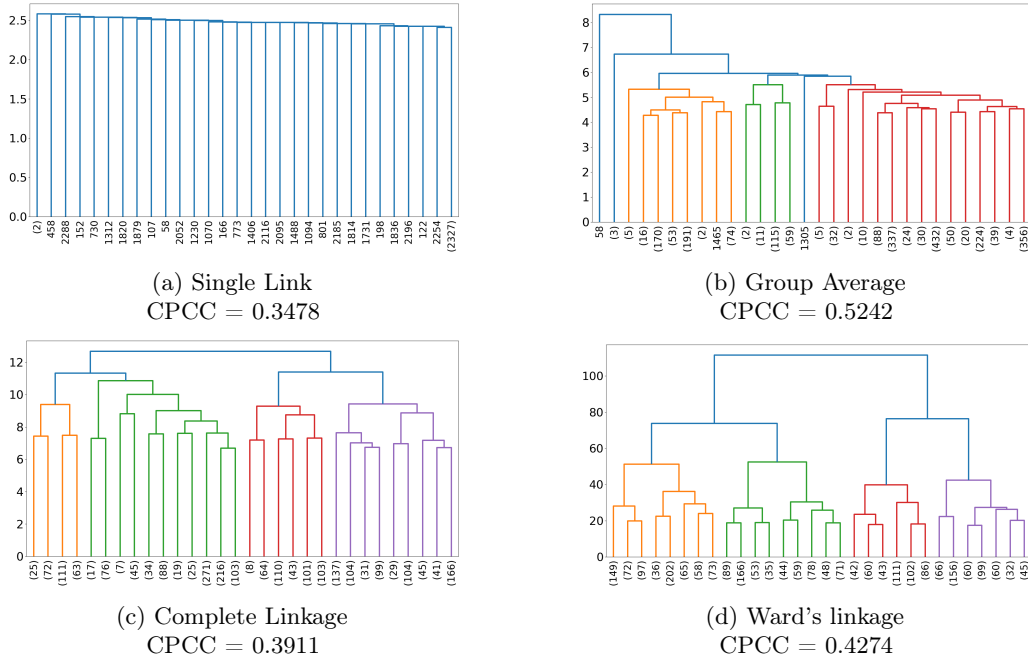 2.5
2.0
1.5
1.0
0.5
0.0
(2) 458 2288 152 730 1312 1820 1879 107 58 2052 1230 1070 166 773 1406 2116 2095 1488 1094 801 2185 1814 1731 198 1836 2196 122 2254 (2327)
(a) Single Link
CPCC = 0.3478
8
7
6
5
4
3
2
1
0
58 (3) (5) (16) (170) (53) (191) (2) 1465 (74) (2) (11) (115) (59) 1305 (5) (32) (2) (10) (88) (337) (24) (30) (432) (50) (20) (224) (39) (4) (356)
(b) Group Average
CPCC = 0.5242
12
10
8
6
4
2
0
(25) (72) (111) (63) (17) (76) (7) (45) (34) (88) (19) (25) (271) (216) (103) (8) (64) (110) (43) (101) (103) (137) (104) (31) (99) (29) (104) (45) (41) (166)
(c) Complete Linkage
CPCC = 0.3911
100
80
60
40
20
0
(149) (72) (97) (36) (202) (65) (58) (73) (89) (166) (53) (35) (44) (59) (78) (48) (71) (42) (60) (43) (111) (102) (86) (66) (156) (60) (99) (60) (32) (45)
(d) Ward's linkage
CPCC = 0.4274